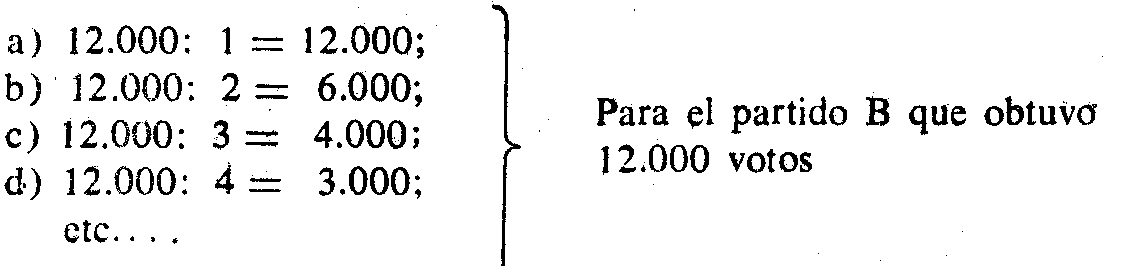 a) 12.000: 1 = 12.000;
b) 12.000: 2 = 6.000;
c) 12.000: 3 = 4.000;
d) 12.000: 4 = 3.000;
etc....
Para el partido B que obtuvo
12.000 votos